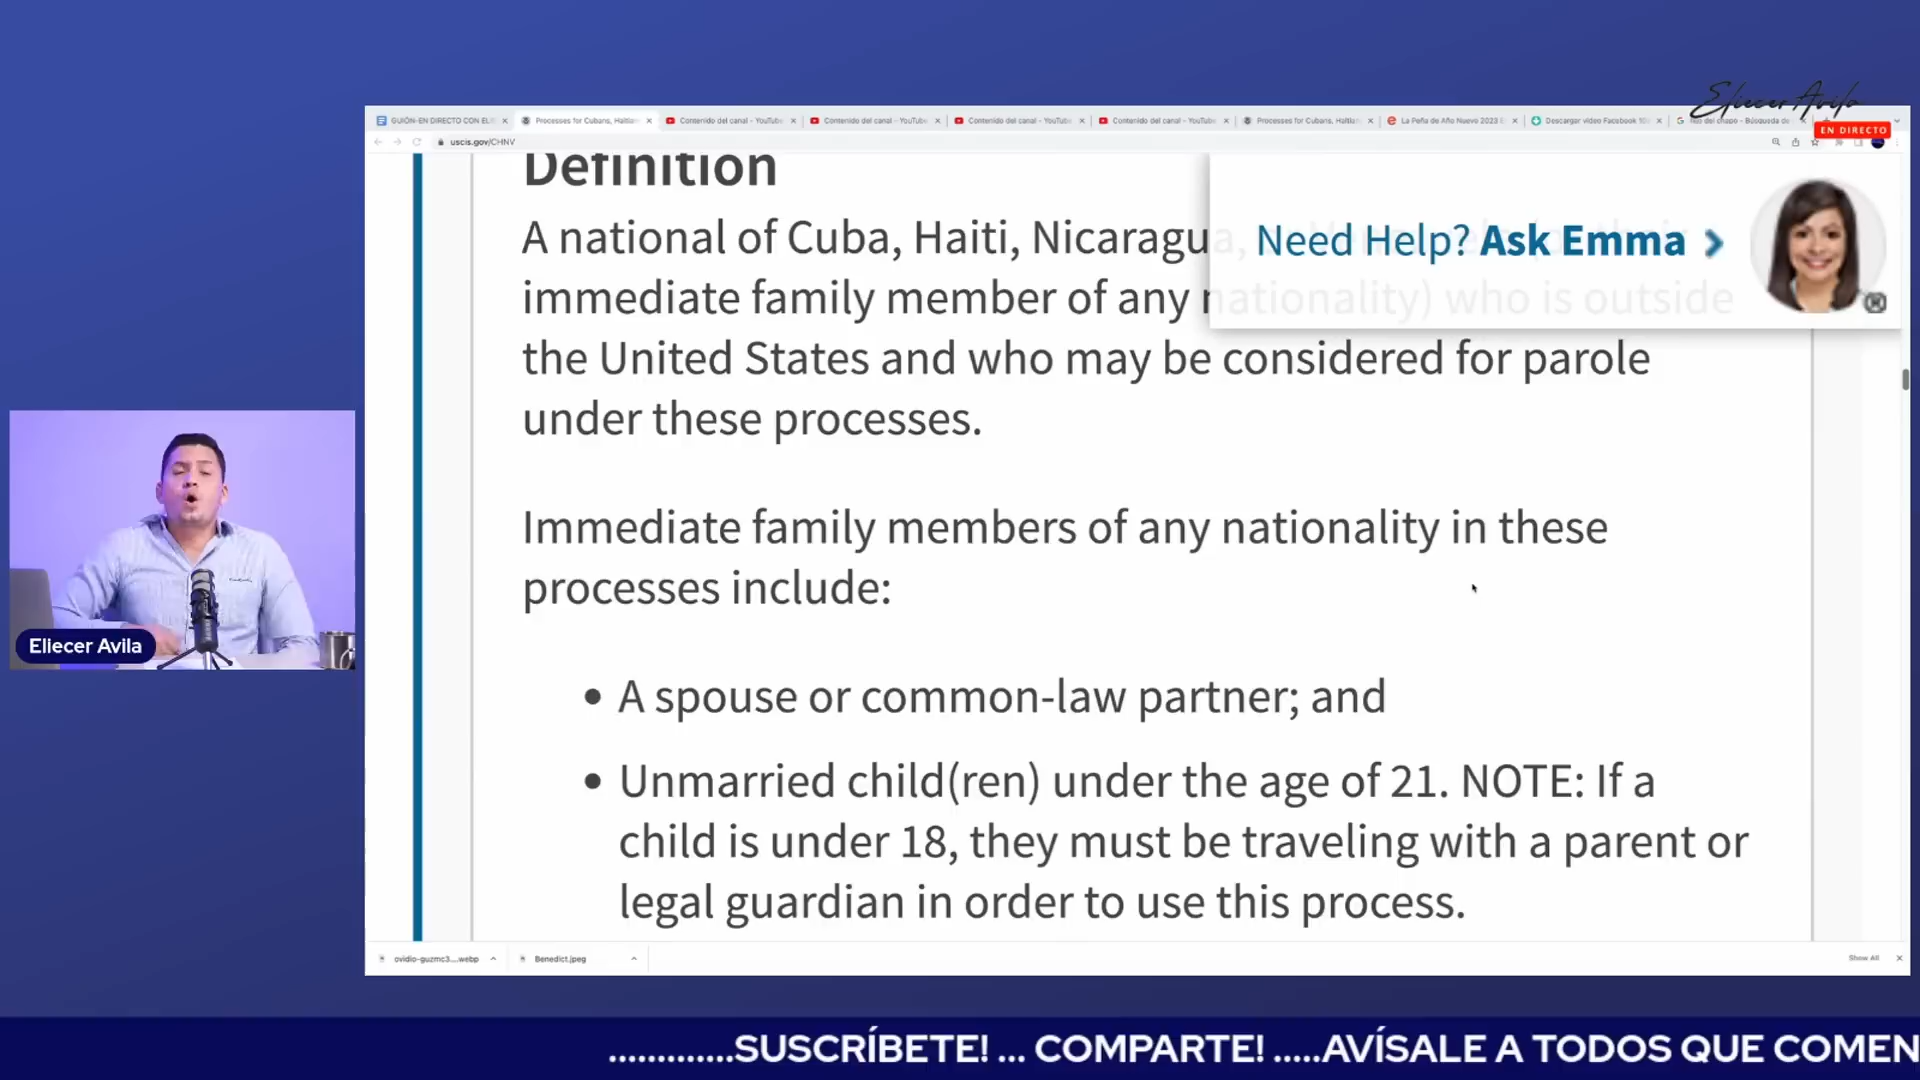 Eliecer Avila
EN DIRECTO
GUIÓN-EN DIRECTO CON EL
Processes for Cubans, Haitian
Contenido del canal - YouTube
Contenido del canal - YouTube
Contenido del canal - YouTube
Contenido del canal - YouTube
Processes for Cubans, Haitian
La Peña de Año Nuevo 2023
Descargar video Facebook
uscis.gov/CHNV
Definition
Need Help? Ask Emma
A national of Cuba, Haiti, Nicaragua,
immediate family member of any nationality) who is outside
the United States and who may be considered for parole
under these processes.
Immediate family members of any nationality in these
processes include:
• A spouse or common-law partner; and
• Unmarried child(ren) under the age of 21. NOTE: If a
child is under 18, they must be traveling with a parent or
legal guardian in order to use this process.
Eliecer Avila
ovidio-guzmc3....webp
Benedict.jpeg
Show All
.............SUSCRÍBETE! ... COMPARTE! .....AVÍSALE A TODOS QUE COMEN